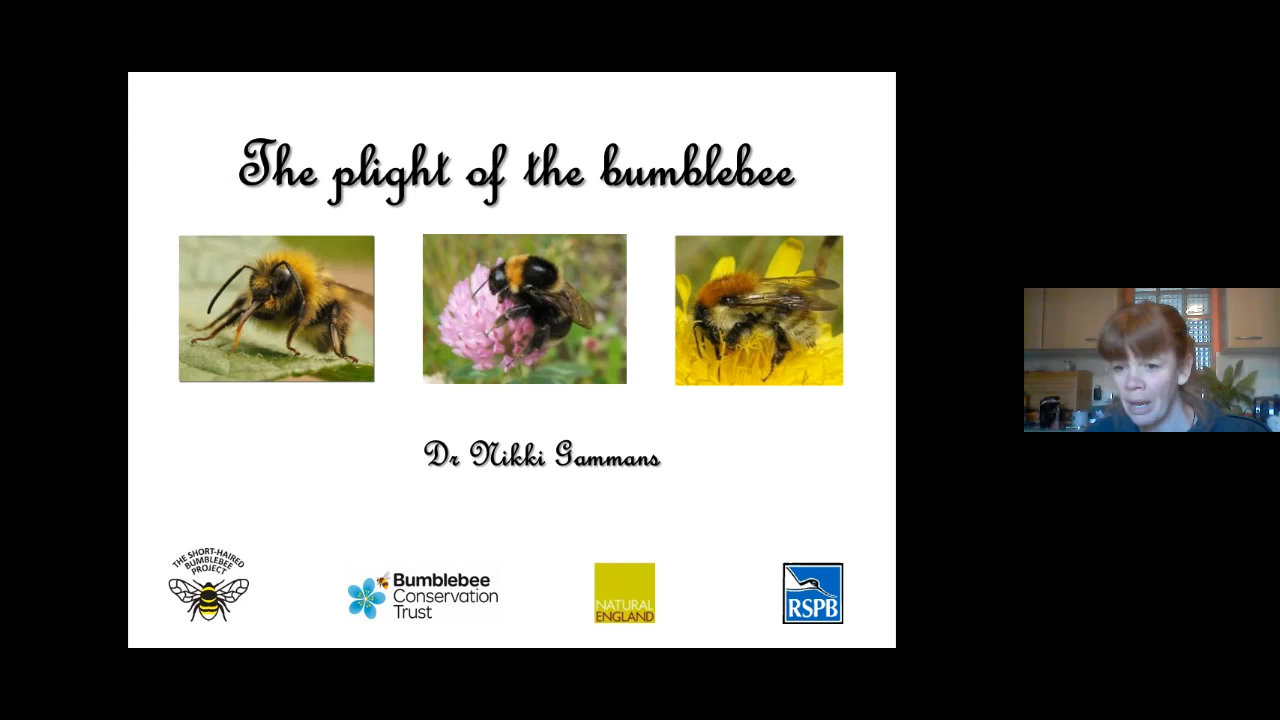 The plight of the bumblebee
Dr Nikki Gammans
THE SHORT-HAIRED
BUMBLEBEE
PROJECT
Bumblebee
Conservation
Trust
NATURAL
ENGLAND
RSPB